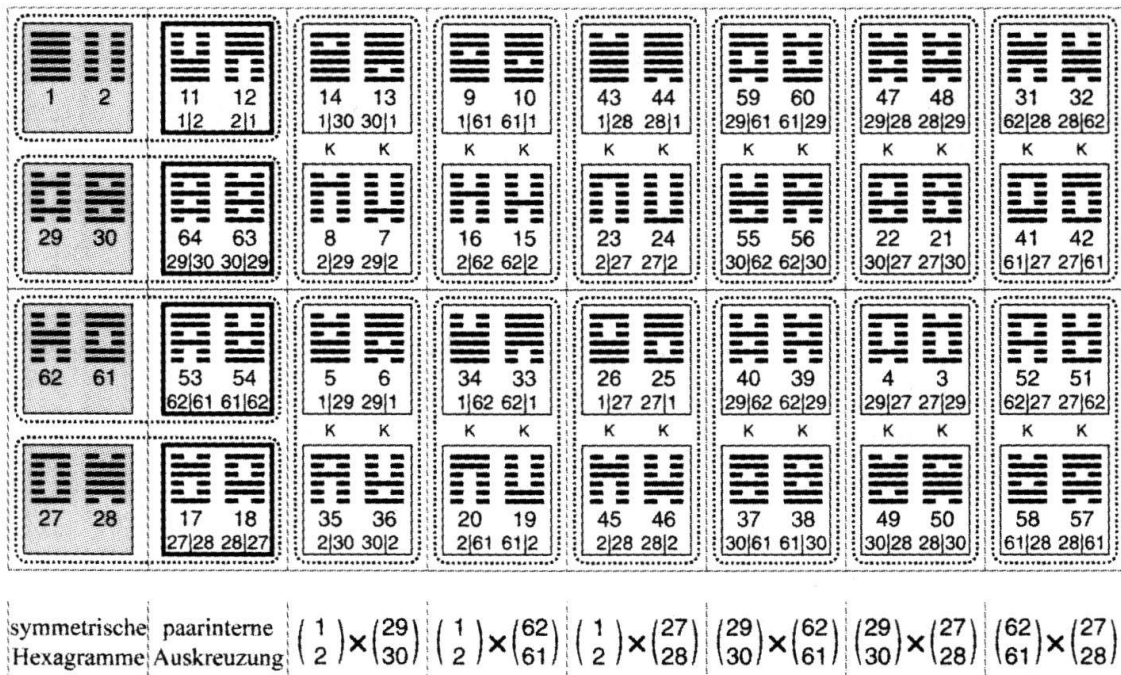 1 2 11 12 14 13 9 10 43 44 59 60 47 48 31 32
1|2 2|1 1|30 30|1 1|61 61|1 1|28 28|1 29|61 61|29 29|28 28|29 62|28 28|62
K K K K K K K K K K K K
29 30 64 63 8 7 16 15 23 24 55 56 22 21 41 42
29|30 30|29 2|29 29|2 2|62 62|2 2|27 27|2 30|62 62|30 30|27 27|30 61|27 27|61
62 61 53 54 5 6 34 33 26 25 40 39 4 3 52 51
62|61 61|62 1|29 29|1 1|62 62|1 1|27 27|1 29|62 62|29 29|27 27|29 62|27 27|62
K K K K K K K K K K K K
27 28 17 18 35 36 20 19 45 46 37 38 49 50 58 57
27|28 28|27 2|30 30|2 2|61 61|2 2|28 28|2 30|61 61|30 30|28 28|30 61|28 28|61
symmetrische paarinterne (1 × (29 (1 × (62 (1 × (27 (29 × (62 (29 × (27 (62 × (27
Hexagramme Auskreuzung 2) 30) 2) 61) 2) 28) 30) 61) 30) 28) 61) 28)